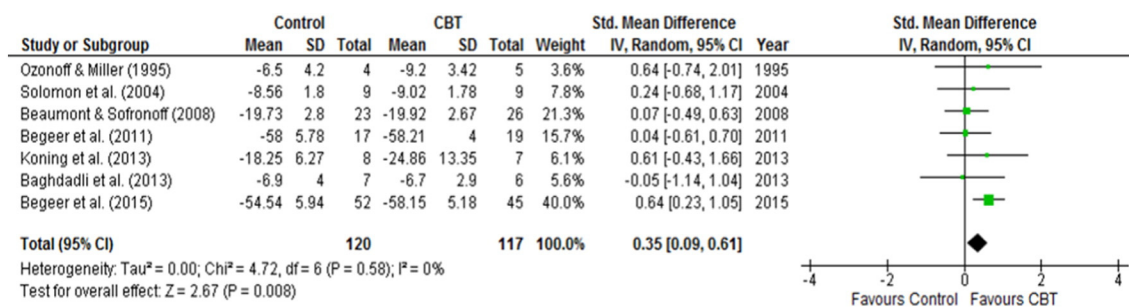 Control CBT Std. Mean Difference Std. Mean Difference
Study or Subgroup Mean SD Total Mean SD Total Weight IV, Random, 95% CI Year IV, Random, 95% CI
Ozonoff & Miller (1995) -6.5 4.2 4 -9.2 3.42 5 3.6% 0.64 [-0.74, 2.01] 1995
Solomon et al. (2004) -8.56 1.8 9 -9.02 1.78 9 7.8% 0.24 [-0.68, 1.17] 2004
Beaumont & Sofronoff (2008) -19.73 2.8 23 -19.92 2.67 26 21.3% 0.07 [-0.49, 0.63] 2008
Begeer et al. (2011) -58 5.78 17 -58.21 4 19 15.7% 0.04 [-0.61, 0.70] 2011
Koning et al. (2013) -18.25 6.27 8 -24.86 13.35 7 6.1% 0.61 [-0.43, 1.66] 2013
Baghdadli et al. (2013) -6.9 4 7 -6.7 2.9 6 5.6% -0.05 [-1.14, 1.04] 2013
Begeer et al. (2015) -54.54 5.94 52 -58.15 5.18 45 40.0% 0.64 [0.23, 1.05] 2015
Total (95% CI) 120 117 100.0% 0.35 [0.09, 0.61]
Heterogeneity: Tau² = 0.00; Chi² = 4.72, df = 6 (P = 0.58); I² = 0%
Test for overall effect: Z = 2.67 (P = 0.008)
-4 -2 0 2 4
Favours Control Favours CBT